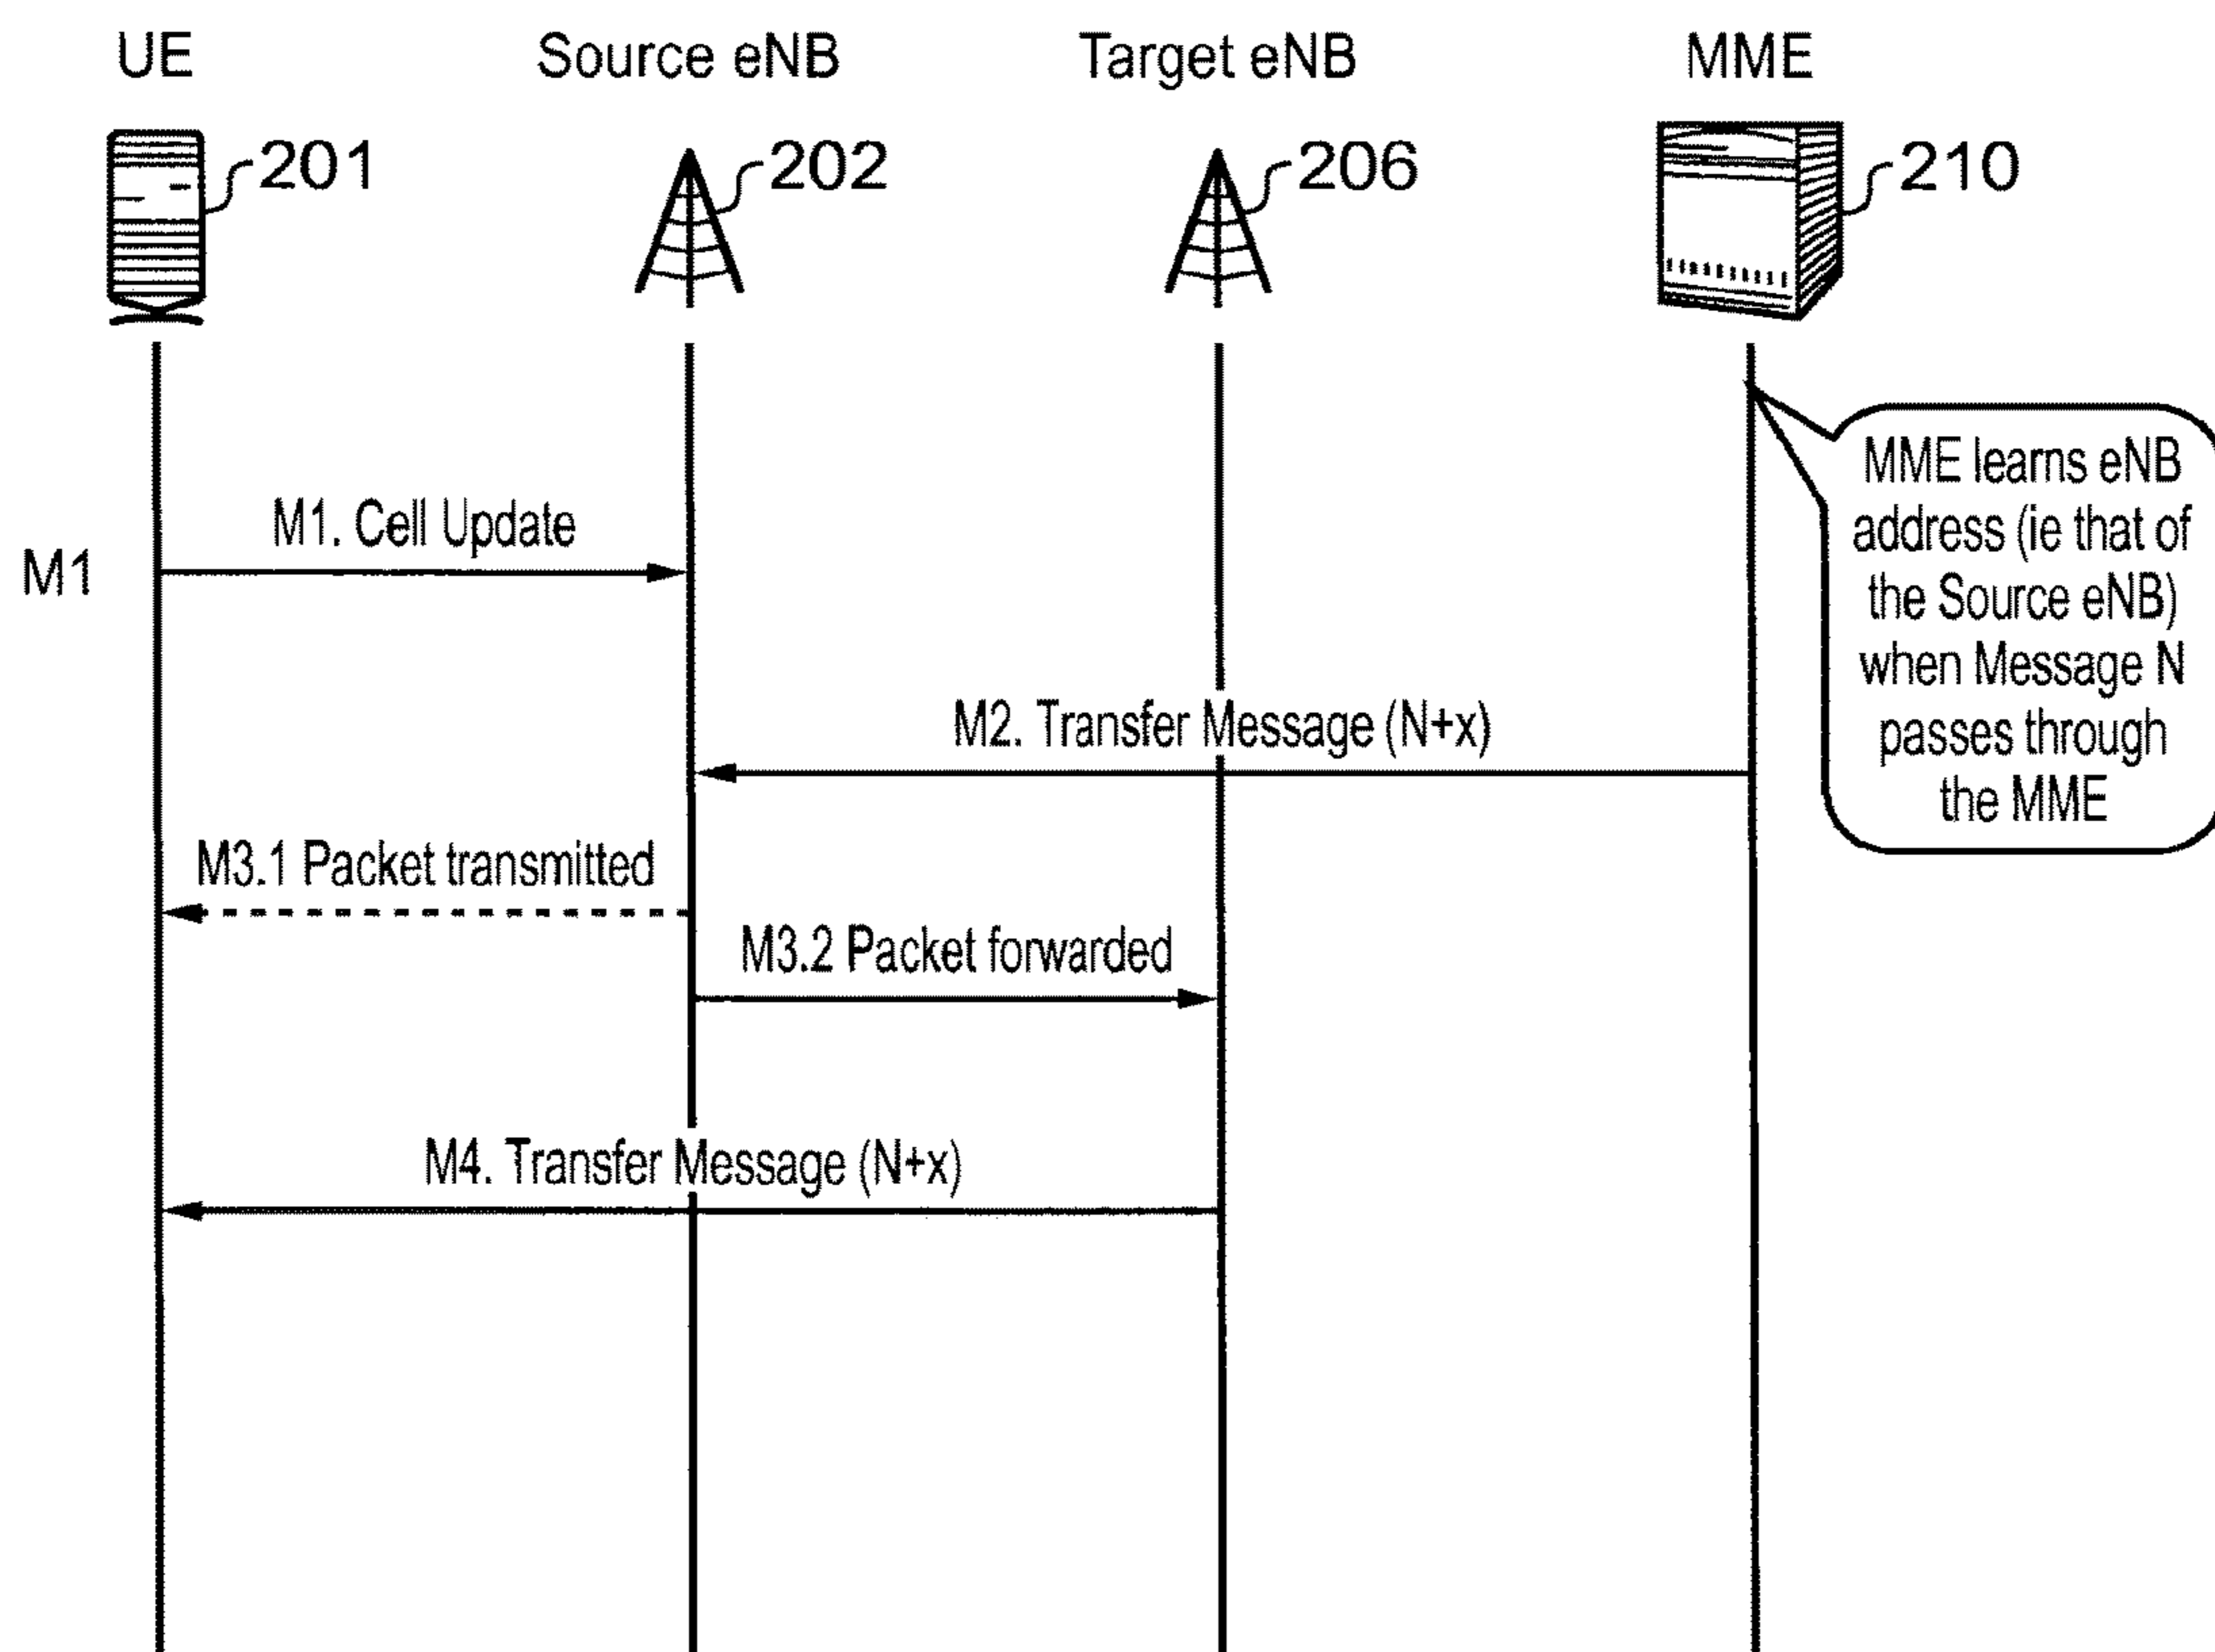 UE
Source eNB
Target eNB
MME
201
202
206
210
MME learns eNB
address (ie that of
the Source eNB)
when Message N
passes through
the MME
M1. Cell Update
M1
M2. Transfer Message (N+x)
M3.1 Packet transmitted
M3.2 Packet forwarded
M4. Transfer Message (N+x)